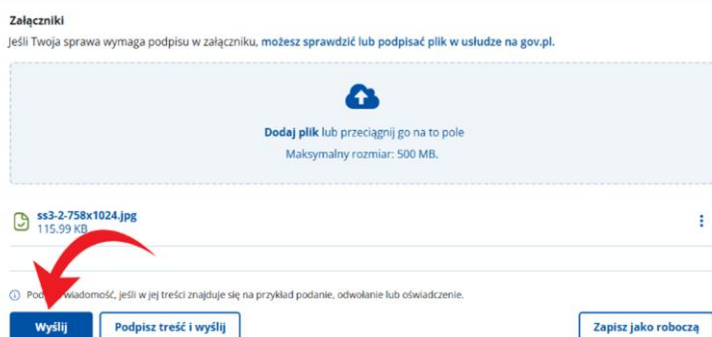 Załączniki
Jeśli Twoja sprawa wymaga podpisu w załączniku, możesz sprawdzić lub podpisać plik w usłudze na gov.pl.
Dodaj plik lub przeciągnij go na to pole
Maksymalny rozmiar: 500 MB.
ss3-2-758x1024.jpg
115.99 KB
wiadomość, jeśli w jej treści znajduje się na przykład podanie, odwołanie lub oświadczenie.
Wyślij
Podpisz treść i wyślij
Zapisz jako roboczą